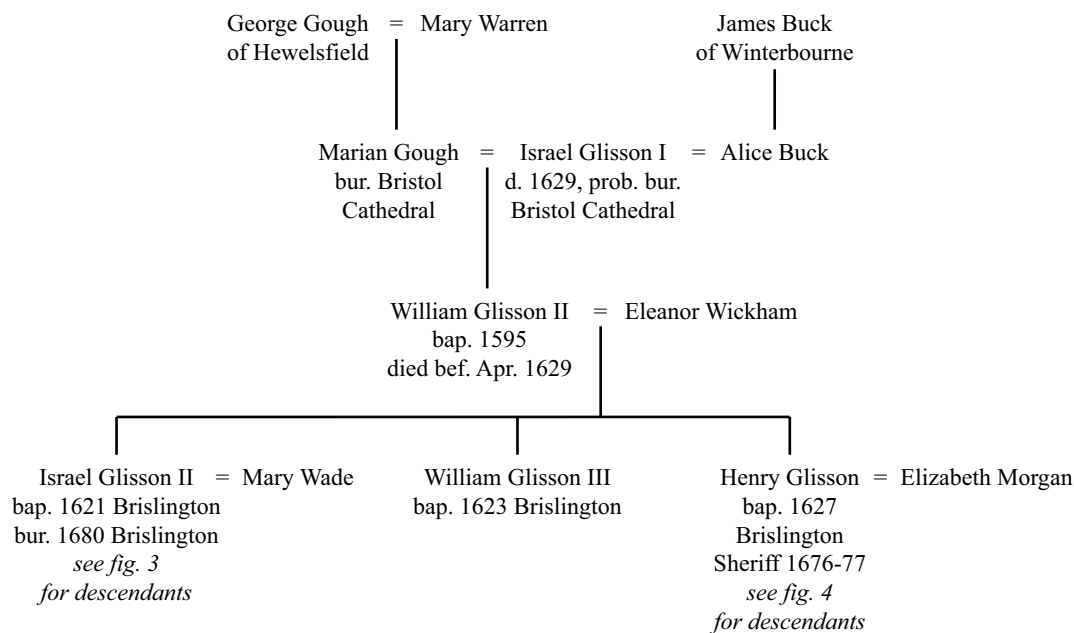 George Gough = Mary Warren
of Hewelsfield
James Buck
of Winterbourne
Marian Gough = Israel Glisson I = Alice Buck
bur. Bristol
Cathedral
d. 1629, prob. bur.
Bristol Cathedral
William Glisson II = Eleanor Wickham
bap. 1595
died bef. Apr. 1629
Israel Glisson II = Mary Wade
bap. 1621 Brislington
bur. 1680 Brislington
see fig. 3
for descendants
William Glisson III
bap. 1623 Brislington
Henry Glisson = Elizabeth Morgan
bap. 1627
Brislington
Sheriff 1676-77
see fig. 4
for descendants